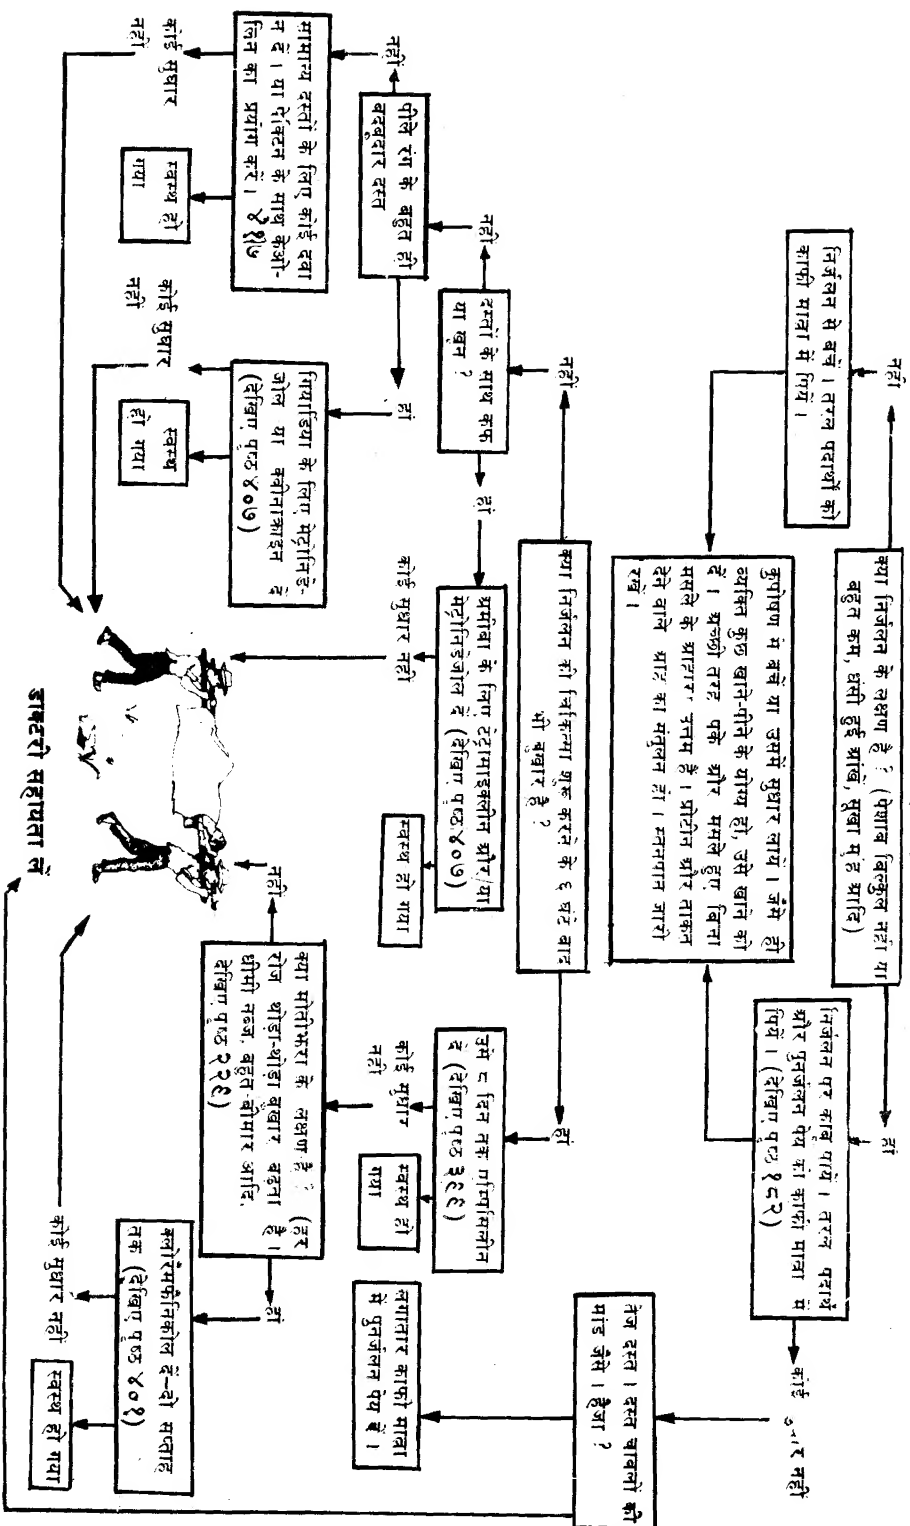 क्या निर्जलन के लक्षण हैं ? (पेशाब बिल्कुल नहीं या
बहुत कम, धंसी हुई आंखें, सूखा मुंह आदि)
नहीं
हां
निर्जलन से बचें । तरल पदार्थों को
काफी मात्रा में पियें ।
निर्जलन पर काबू पायें । तरल पदार्थ
और पुनर्जलन पेय को काफी मात्रा में
पियें । (देखिए पृष्ठ १८२)
कोई
नहीं
कुपोषण से बचें या उसमें सुधार लायें । जैसे ही
व्यक्ति कुछ खाने-पीने के योग्य हो, उसे खाने को
दें । अच्छी तरह पके और मसले हुए, बिना
मसाले के आहार उत्तम हैं । प्रोटीन और ताकत
देने वाले का संतुलन हो । स्तनपान जारी
रखें ।
तेज दस्त । दस्त चावलों की
मांड जैसे । हैजा ?
लगातार काफी मात्रा
में पुनर्जलन पेय दें ।
क्या निर्जलन की चिकित्सा शुरू करने के ६ घंटे बाद
भी बुखार है ?
नहीं
हां
दस्तों के साथ कफ
या खून ?
उसे ८ दिन तक एम्पिसिलीन
दें (देखिए पृष्ठ ३९९)
नहीं
हां
कोई सुधार
नहीं
स्वस्थ हो
गया
पीले रंग के बहुत ही
बदबूदार दस्त
अमीबा के लिए टेट्रासाइक्लीन और/या
मेट्रोनिडेजोल दें (देखिए पृष्ठ ४०७)
नहीं
हां
कोई सुधार नहीं
स्वस्थ हो गया
क्या मोतीझरा के लक्षण हैं ? (हर
रोज थोड़ा-थोड़ा बुखार बढ़ना
धीमी नब्ज, बहुत-बीमार आदि,
देखिए पृष्ठ २२६)
नहीं
हां
सामान्य दस्तों के लिए कोई दवा
न दें । या पेक्टिन के साथ केओ-
लिन का प्रयोग करें । ४१७
गियार्डिया के लिए मेट्रोनिडे-
जोल या क्वीनाक्राइन दें
(देखिए पृष्ठ ४०७)
क्लोरेमफैनिकोल दें—दो सप्ताह
तक (देखिए पृष्ठ ४०१)
कोई सुधार
नहीं
स्वस्थ हो
गया
कोई सुधार
नहीं
स्वस्थ
हो गया
कोई सुधार नहीं
स्वस्थ हो गया
डाक्टरी सहायता लें